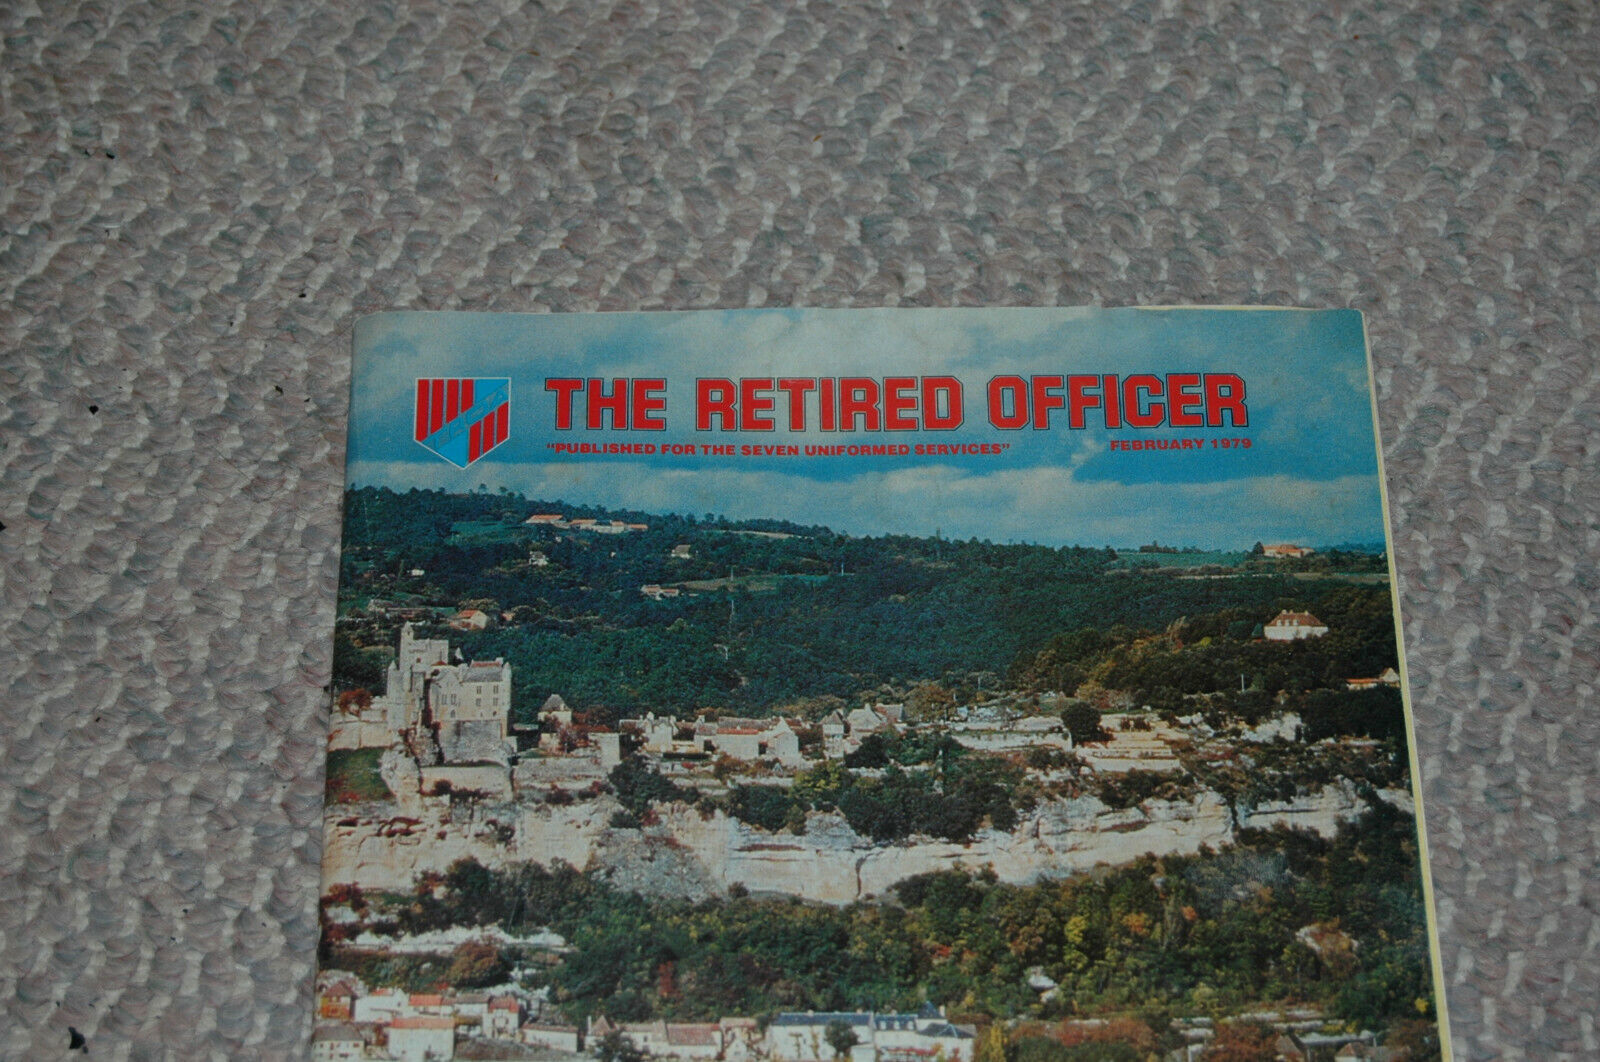 THE RETIRED OFFICER
"PUBLISHED FOR THE SEVEN UNIFORMED SERVICES" FEBRUARY 1979